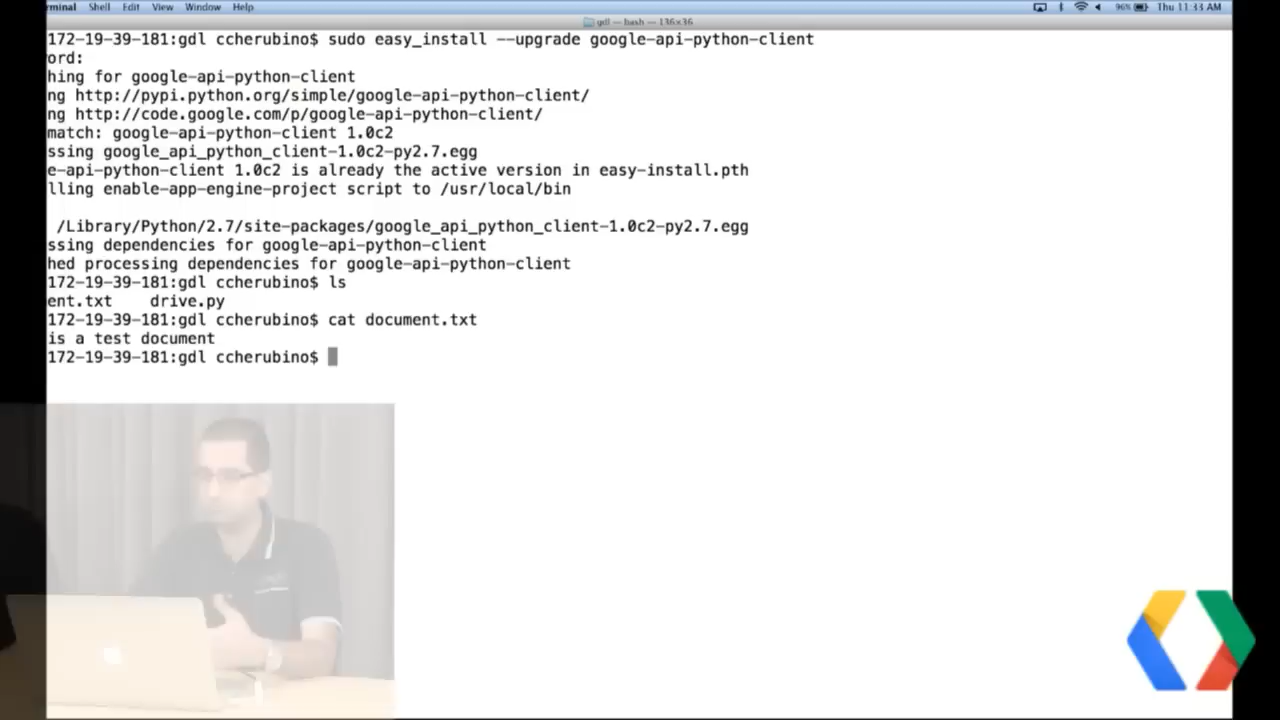 rminal Shell Edit View Window Help 96% Thu 11:33 AM
gdl — bash — 136×36
172-19-39-181:gdl ccherubino$ sudo easy_install --upgrade google-api-python-client
ord:
hing for google-api-python-client
ng http://pypi.python.org/simple/google-api-python-client/
ng http://code.google.com/p/google-api-python-client/
match: google-api-python-client 1.0c2
ssing google_api_python_client-1.0c2-py2.7.egg
e-api-python-client 1.0c2 is already the active version in easy-install.pth
lling enable-app-engine-project script to /usr/local/bin
/Library/Python/2.7/site-packages/google_api_python_client-1.0c2-py2.7.egg
ssing dependencies for google-api-python-client
hed processing dependencies for google-api-python-client
172-19-39-181:gdl ccherubino$ ls
ent.txt drive.py
172-19-39-181:gdl ccherubino$ cat document.txt
is a test document
172-19-39-181:gdl ccherubino$